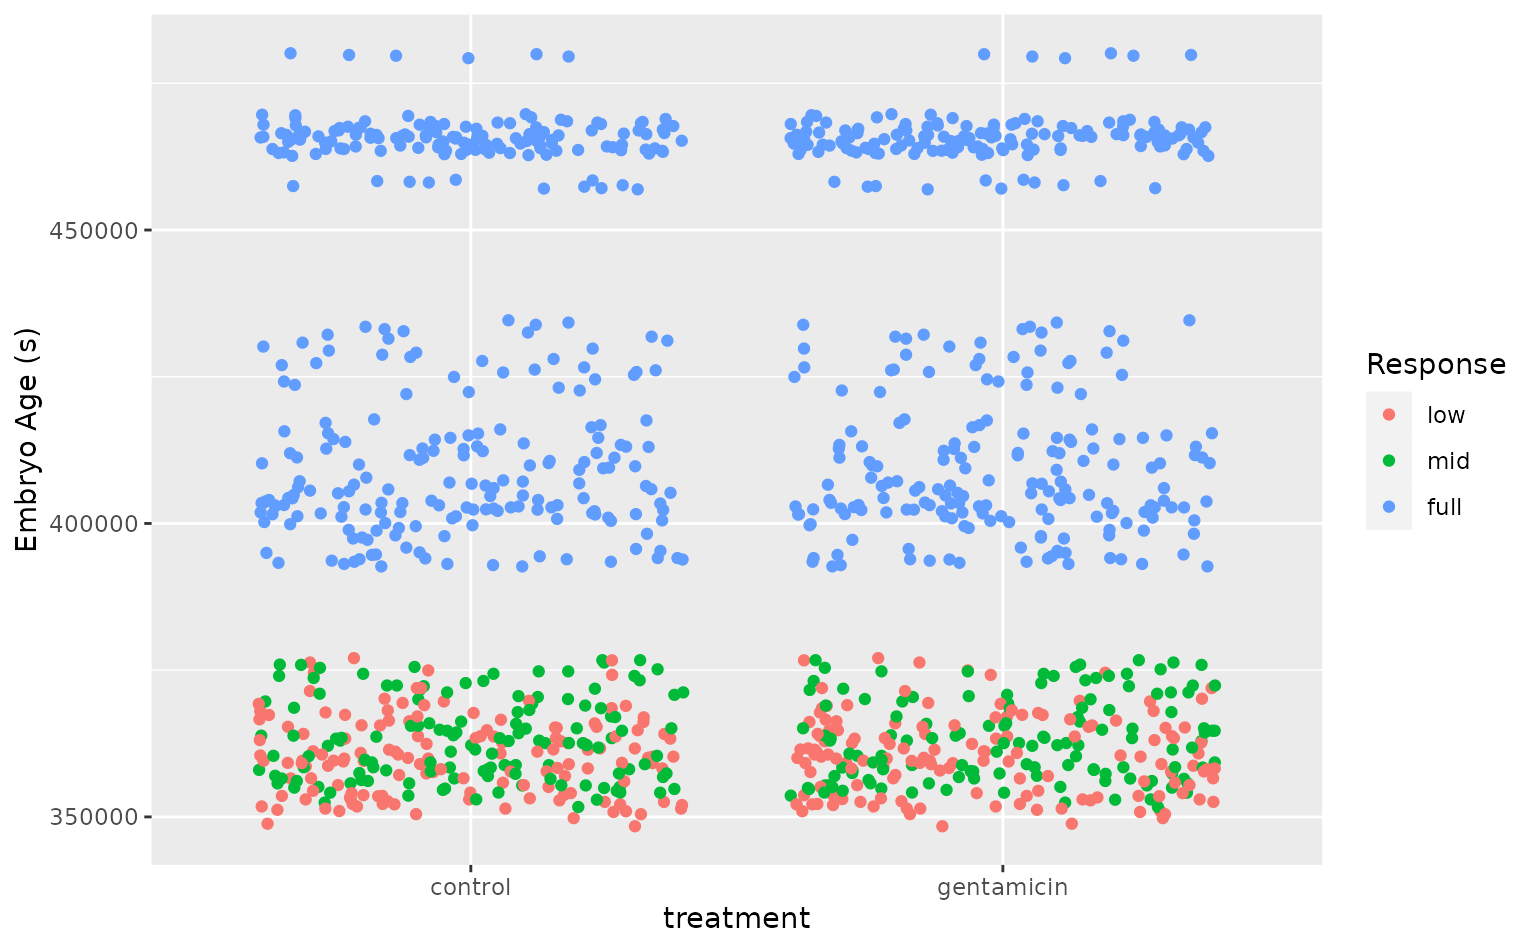 Embryo Age (s)
450000
400000
350000
control
gentamicin
treatment
Response
low
mid
full